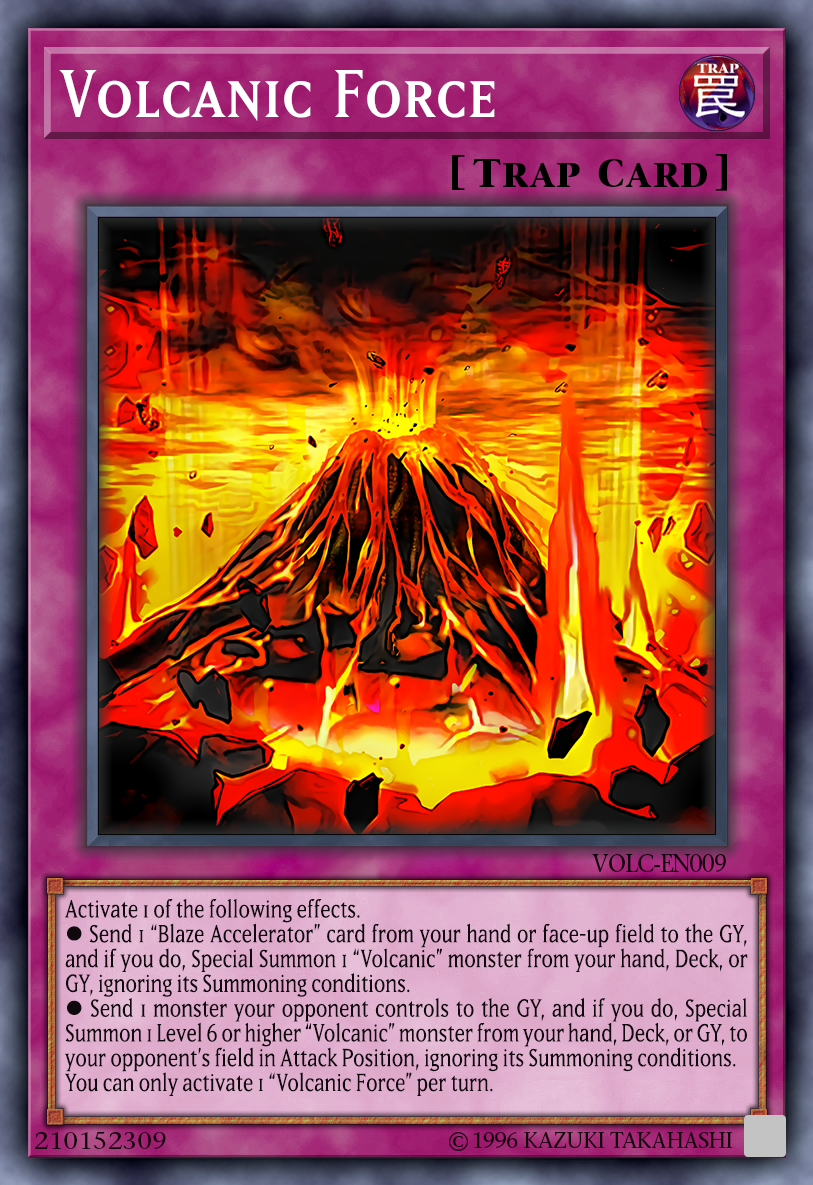 Volcanic Force
TRAP
罠
[Trap Card]
VOLC-EN009
Activate 1 of the following effects.
● Send 1 “Blaze Accelerator” card from your hand or face-up field to the GY,
and if you do, Special Summon 1 “Volcanic” monster from your hand, Deck, or
GY, ignoring its Summoning conditions.
● Send 1 monster your opponent controls to the GY, and if you do, Special
Summon 1 Level 6 or higher “Volcanic” monster from your hand, Deck, or GY, to
your opponent’s field in Attack Position, ignoring its Summoning conditions.
You can only activate 1 “Volcanic Force” per turn.
210152309
© 1996 KAZUKI TAKAHASHI